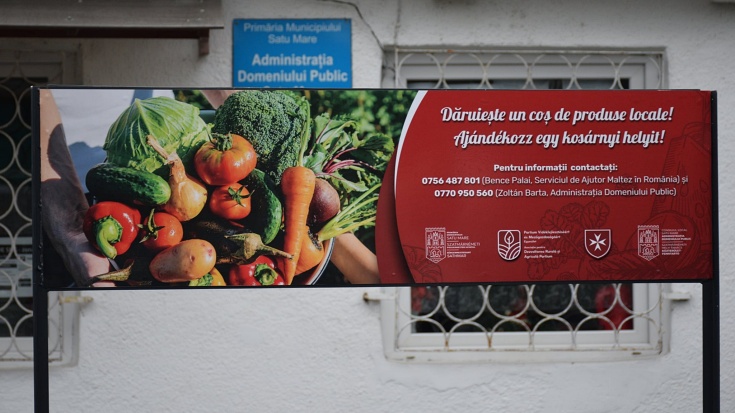 Primăria Municipiului
Satu Mare
Administrația
Domeniului Public
Dăruiește un coș de produse locale!
Ajándékozz egy kosárnyi helyit!
Pentru informații contactați:
0756 487 801 (Bence Palai, Serviciul de Ajutor Maltez în România) și
0770 950 560 (Zoltán Barta, Administrația Domeniului Public)
SATU MARE